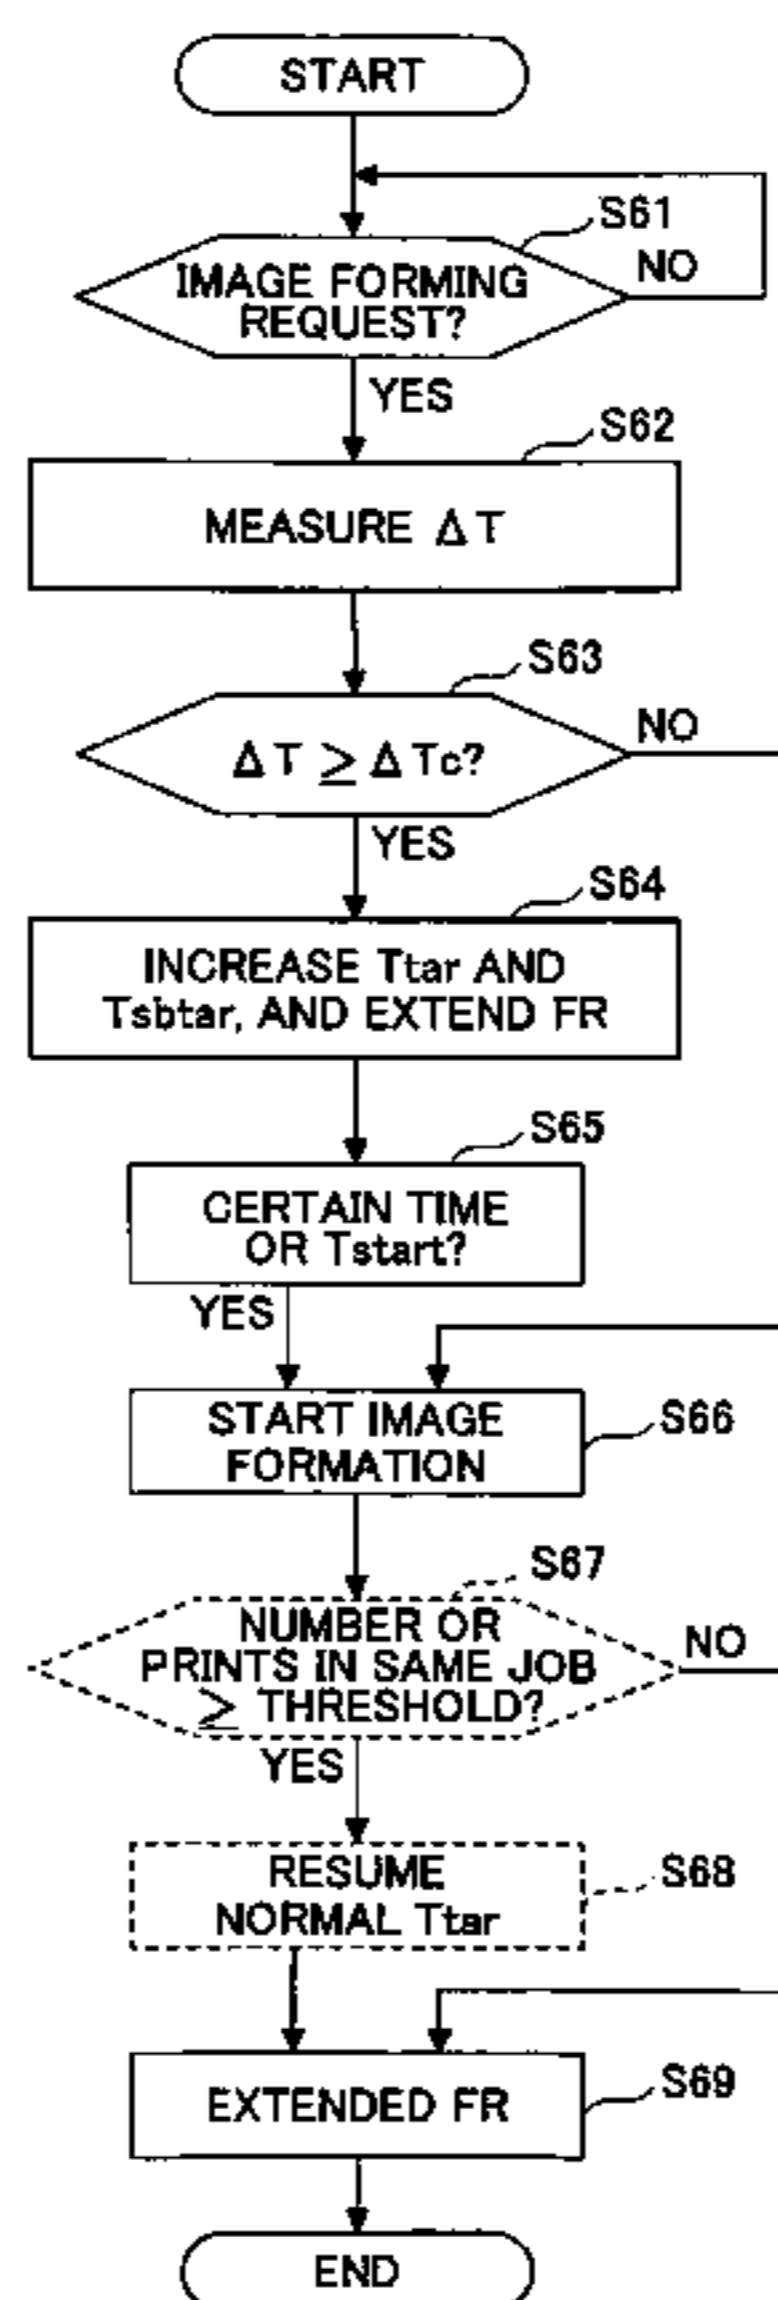 START
S61
IMAGE FORMING
REQUEST?
NO
YES
S62
MEASURE ΔT
S63
ΔT ≥ ΔTc?
NO
YES
S64
INCREASE Ttar AND
Tsbtar, AND EXTEND FR
S65
CERTAIN TIME
OR Tstart?
YES
START IMAGE
FORMATION
S66
S67
NUMBER OR
PRINTS IN SAME JOB
≥ THRESHOLD?
NO
YES
RESUME
NORMAL Ttar
S68
EXTENDED FR
S69
END